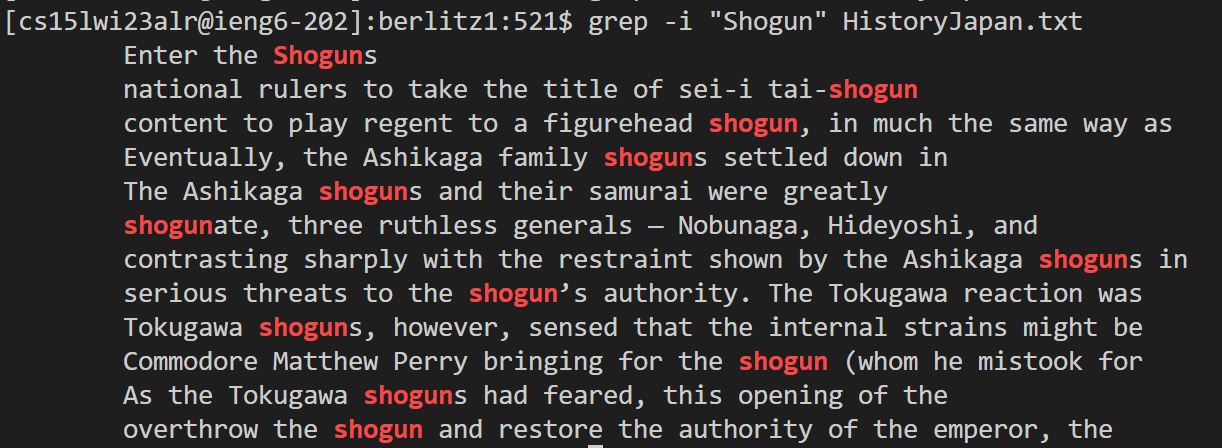 [cs15lwi23alr@ieng6-202]:berlitz1:521$ grep -i "Shogun" HistoryJapan.txt
Enter the Shoguns
national rulers to take the title of sei-i tai-shogun
content to play regent to a figurehead shogun, in much the same way as
Eventually, the Ashikaga family shoguns settled down in
The Ashikaga shoguns and their samurai were greatly
shogunate, three ruthless generals — Nobunaga, Hideyoshi, and
contrasting sharply with the restraint shown by the Ashikaga shoguns in
serious threats to the shogun’s authority. The Tokugawa reaction was
Tokugawa shoguns, however, sensed that the internal strains might be
Commodore Matthew Perry bringing for the shogun (whom he mistook for
As the Tokugawa shoguns had feared, this opening of the
overthrow the shogun and restore the authority of the emperor, the